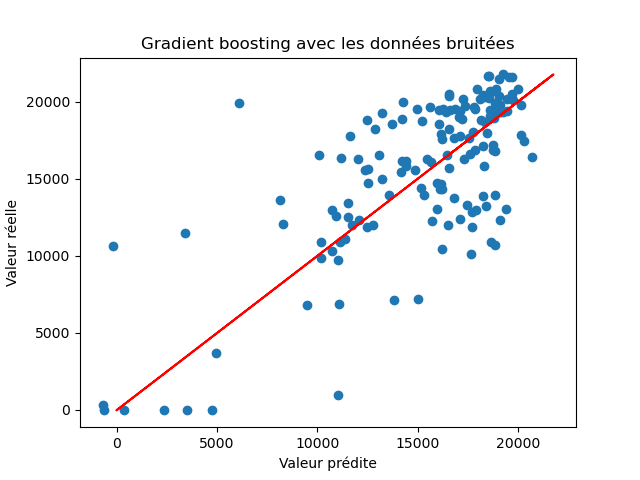 Gradient boosting avec les données bruitées
20000
15000
10000
5000
0
Valeur réelle
0 5000 10000 15000 20000
Valeur prédite